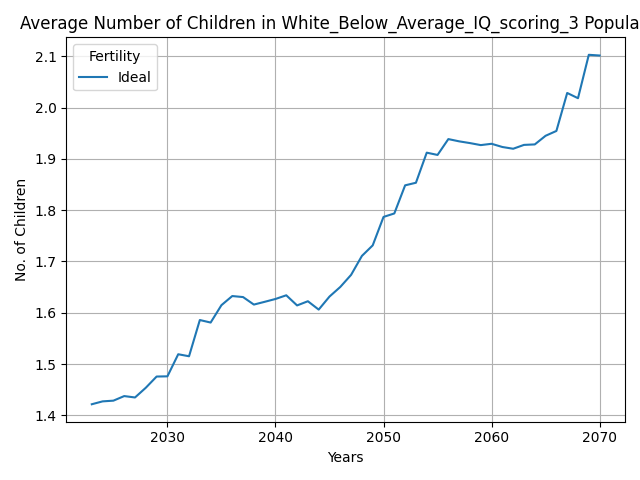 Average Number of Children in White_Below_Average_IQ_scoring_3 Popula
Fertility
Ideal
No. of Children
2.1
2.0
1.9
1.8
1.7
1.6
1.5
1.4
2030 2040 2050 2060 2070
Years